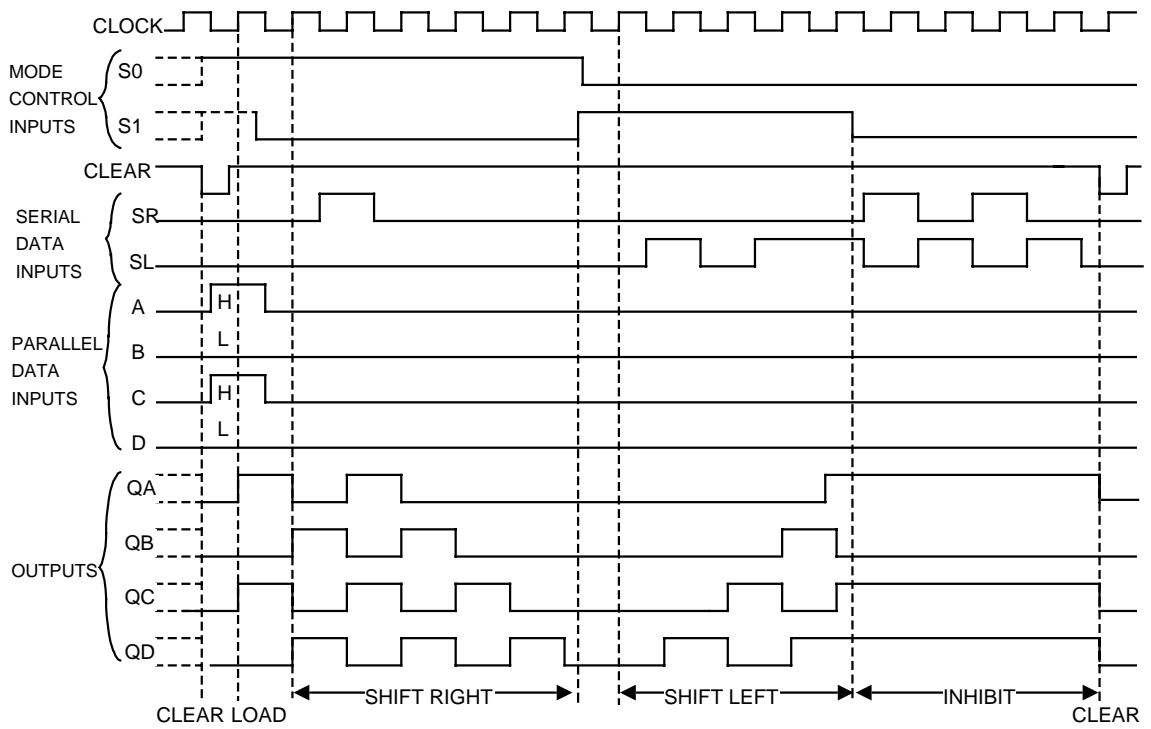 CLOCK
MODE
CONTROL
INPUTS
S0
S1
CLEAR
SERIAL
DATA
INPUTS
SR
SL
PARALLEL
DATA
INPUTS
A
H
B
L
C
H
D
L
OUTPUTS
QA
QB
QC
QD
SHIFT RIGHT
SHIFT LEFT
INHIBIT
CLEAR LOAD
CLEAR